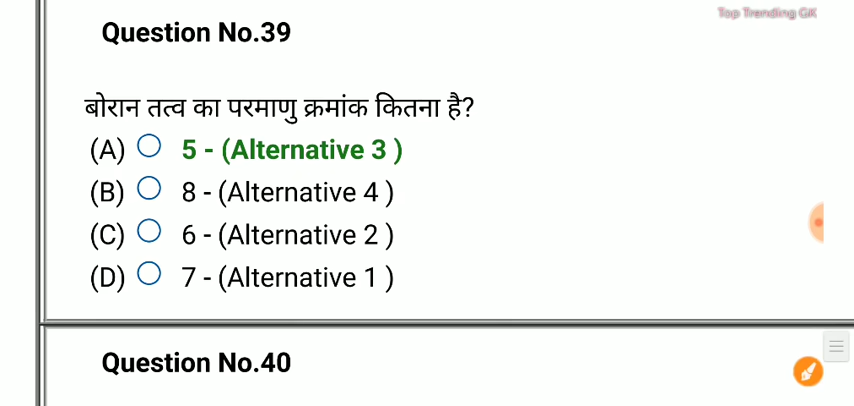 Top Trending GK
Question No.39
बोरान तत्व का परमाणु क्रमांक कितना है?
(A) 5 - (Alternative 3 )
(B) 8 - (Alternative 4 )
(C) 6 - (Alternative 2 )
(D) 7 - (Alternative 1 )
Question No.40